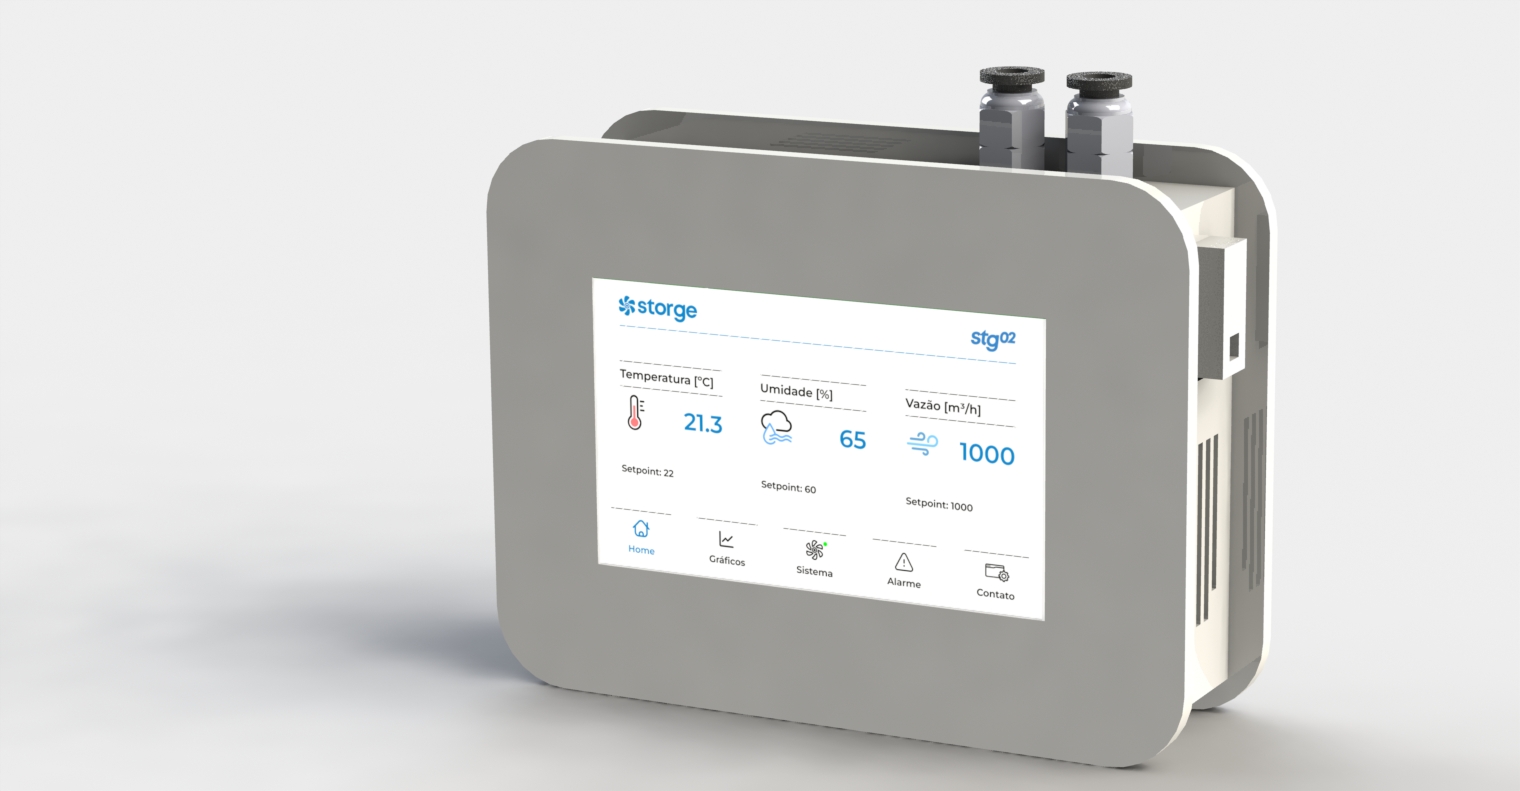 storge
stg02
Temperatura [°C]
Umidade [%]
Vazão [m³/h]
21.3
65
1000
Setpoint: 22
Setpoint: 60
Setpoint: 1000
Home
Gráficos
Sistema
Alarme
Contato